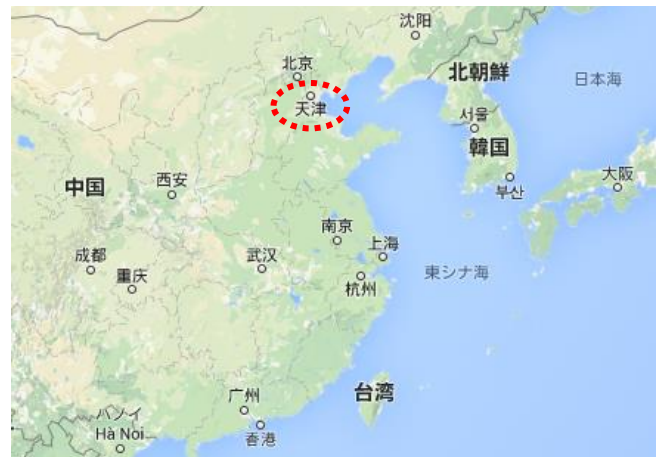 沈阳
北京
北朝鮮
日本海
天津
서울
韓国
中国
西安
부산
大阪
南京
上海
成都
重庆
武汉
東シナ海
杭州
广州
台湾
ハノイ
Hà Noi
香港